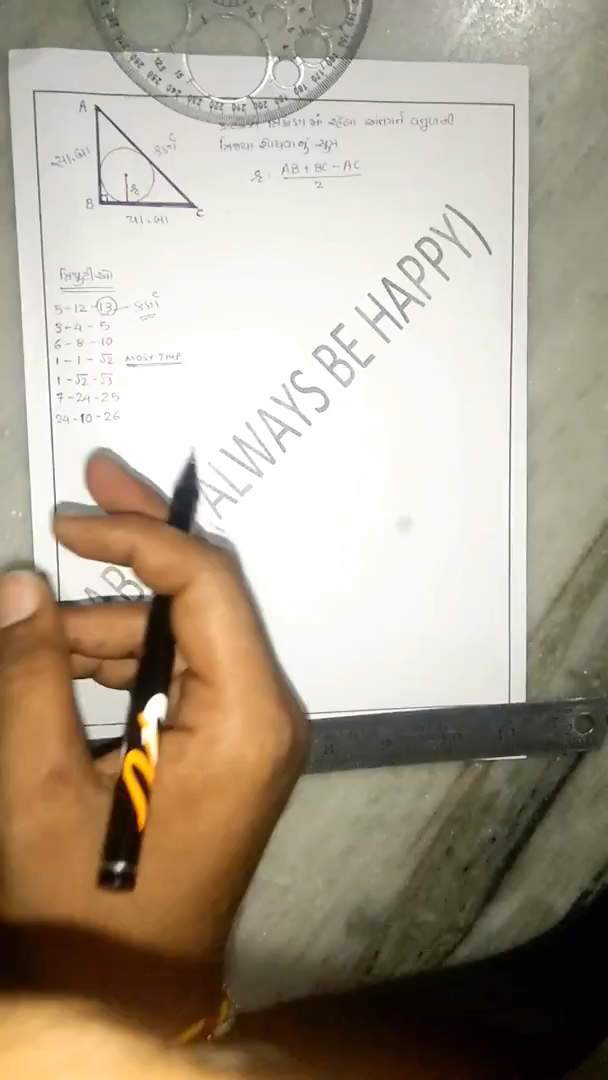 A
સા.બા
કર્ણ
B
r
C
પા.બા
કાટકોણ ત્રિકોણ માં રહેલા અંતર્ગત વર્તુળની
ત્રિજ્યા શોધવાનું સૂત્ર
r = AB + BC - AC / 2
ત્રિપુટીઓ
5 - 12 - 13 - કર્ણ
3 - 4 - 5
6 - 8 - 10
1 - 1 - √2 MOST IMP
1 - √2 - √3
7 - 24 - 25
24 - 10 - 26
(ALWAYS BE HAPPY)